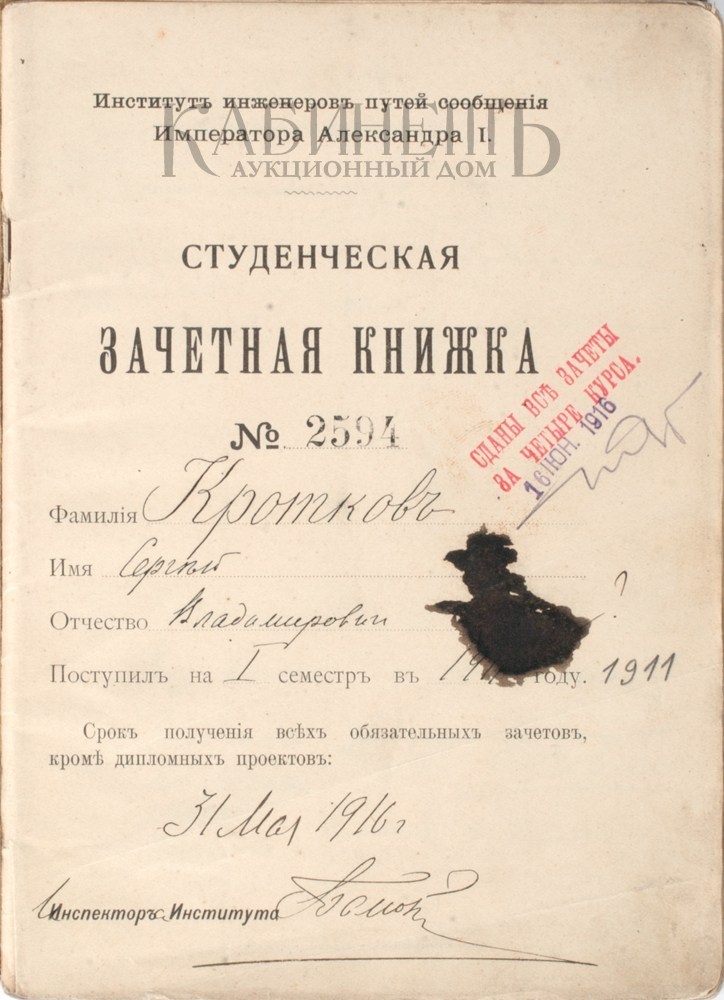 Институтъ инженеровъ путей сообщенія
Императора Александра I.
КАБИНЕТЪ
АУКЦИОННЫЙ ДОМ
СТУДЕНЧЕСКАЯ
ЗАЧЕТНАЯ КНИЖКА
№ 2594
СДАНЫ ВСѢ ЗАЧЕТЫ
ЗА ЧЕТЫРЕ КУРСА.
16 ІЮН. 1916
Фамилія Кротковъ
Имя Сергѣй
Отчество Владимирович
?
Поступилъ на I семестръ въ году. 1911
Срокъ полученія всѣхъ обязательныхъ зачетовъ,
кромѣ дипломныхъ проектовъ:
31 Мая 1916 г
Инспекторъ Института